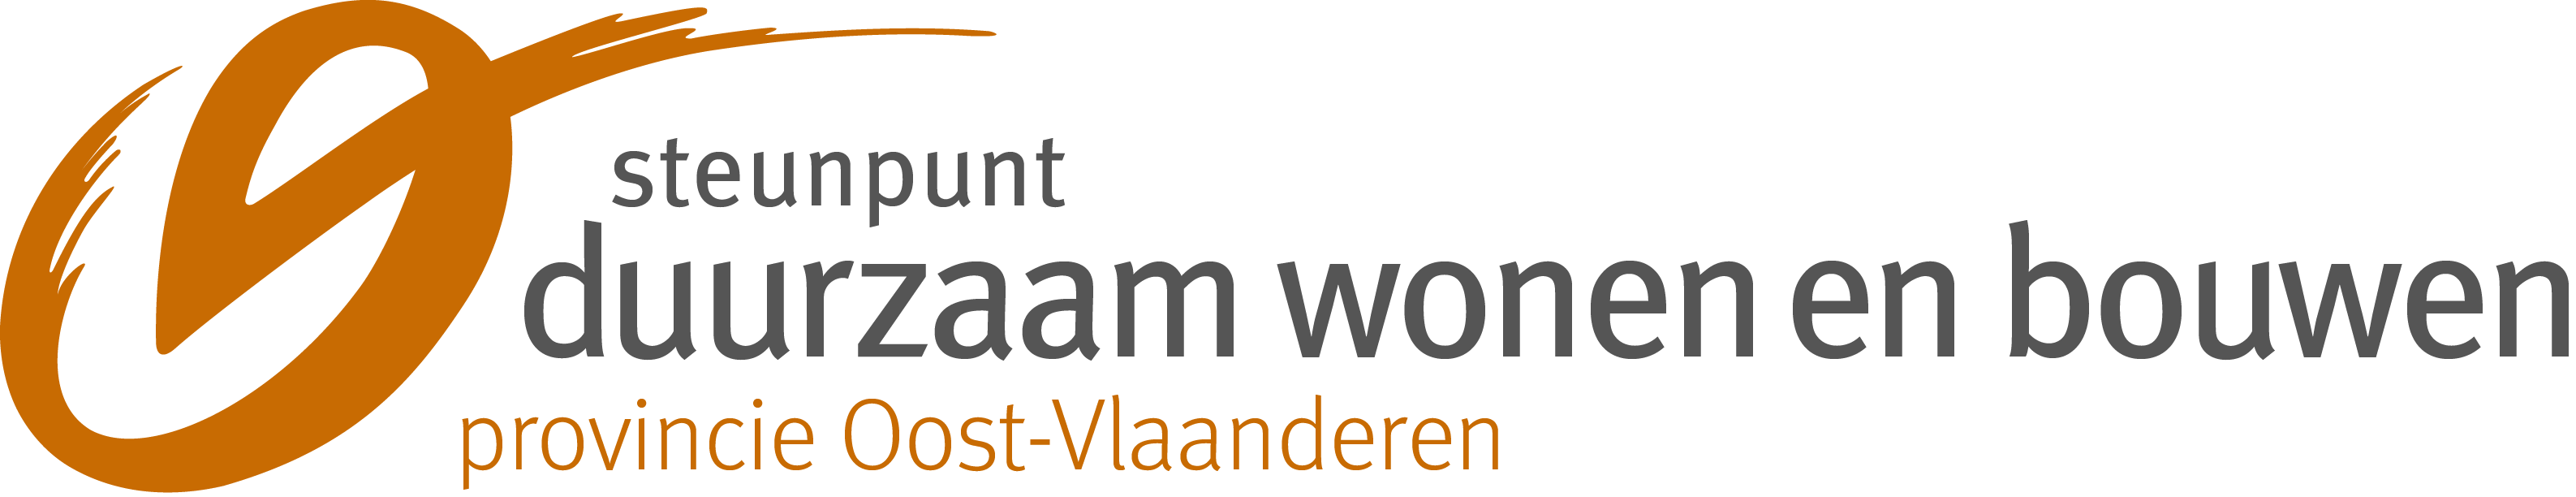 steunpunt
duurzaam wonen en bouwen
provincie Oost-Vlaanderen